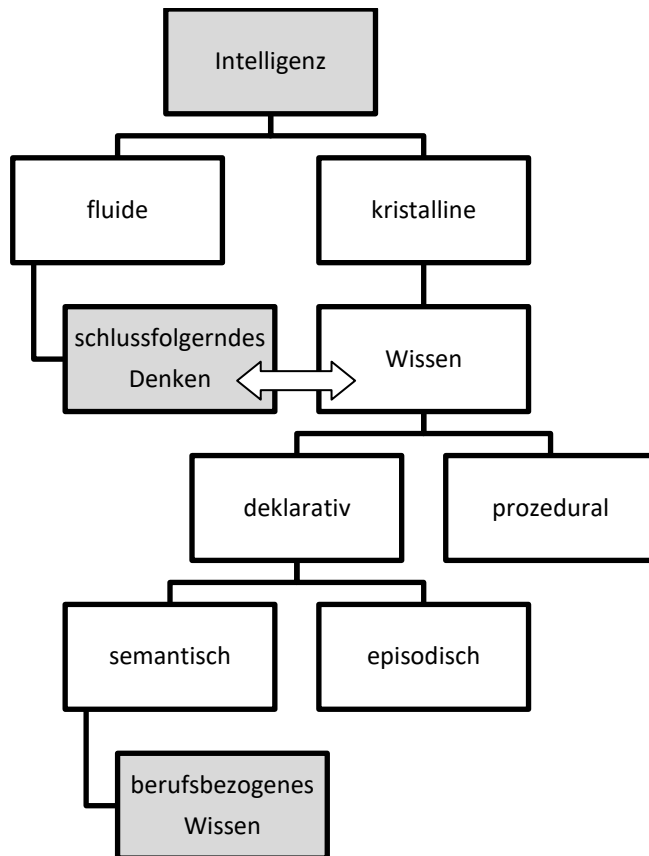 Intelligenz
fluide
kristalline
schlussfolgerndes
Denken
Wissen
deklarativ
prozedural
semantisch
episodisch
berufsbezogenes
Wissen